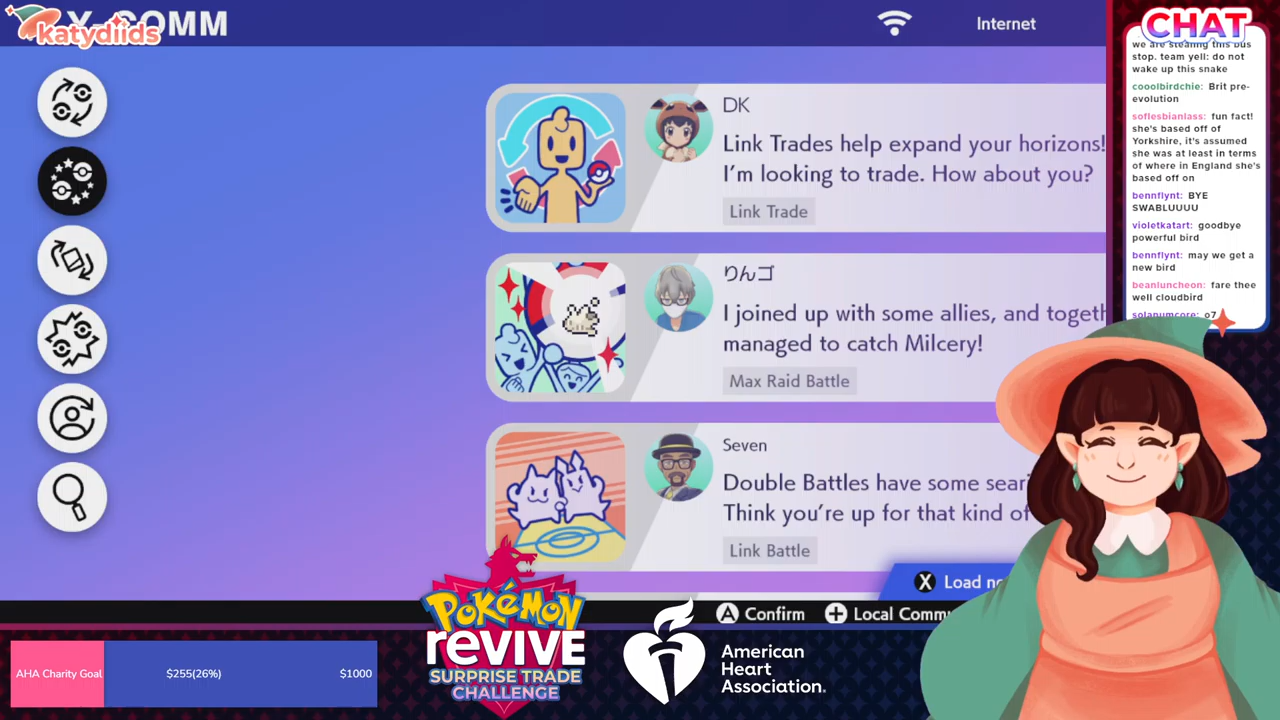 katydiids
Y-COMM
Internet
DK
Link Trades help expand your horizons!
I'm looking to trade. How about you?
Link Trade
りんゴ
I joined up with some allies, and togeth
managed to catch Milcery!
Max Raid Battle
Seven
Double Battles have some seari
Think you're up for that kind of
Link Battle
X Load ne
A Confirm + Local Commu
CHAT
we are stealing this bus
stop. team yell: do not
wake up this snake
cooolbirdchie: Brit pre-
evolution
soflesbianlass: fun fact!
she's based off of
Yorkshire, it's assumed
she was at least in terms
of where in England she's
based off on
bennflynt: BYE
SWABLUUUU
violetkatart: goodbye
powerful bird
bennflynt: may we get a
new bird
beanluncheon: fare thee
well cloudbird
solanumcore: o7
AHA Charity Goal $255(26%) $1000
POKéMON
reVIVE
SURPRISE TRADE
CHALLENGE
American
Heart
Association.